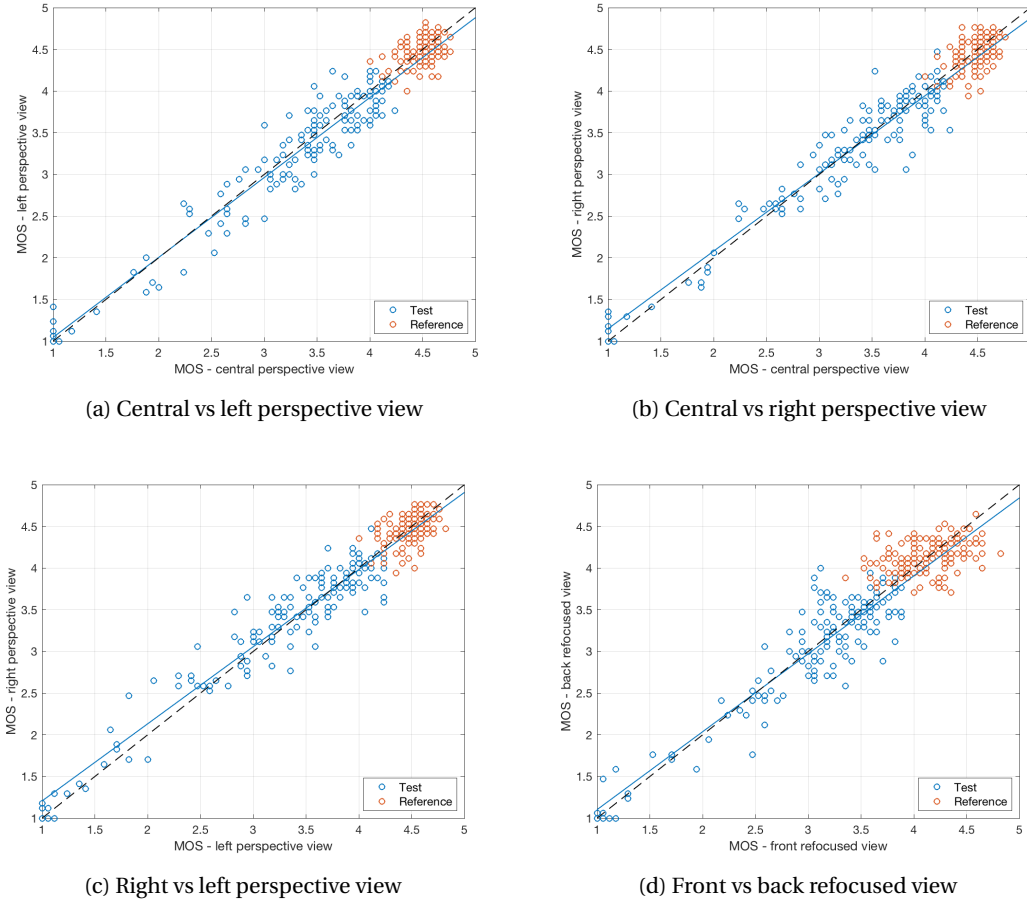 5
4.5
4
3.5
3
2.5
2
1.5
1
MOS - left perspective view
1 1.5 2 2.5 3 3.5 4 4.5 5
MOS - central perspective view
Test
Reference
(a) Central vs left perspective view
5
4.5
4
3.5
3
2.5
2
1.5
1
MOS - right perspective view
1 1.5 2 2.5 3 3.5 4 4.5
MOS - central perspective view
Test
Reference
(b) Central vs right perspective view
5
4.5
4
3.5
3
2.5
2
1.5
1
MOS - right perspective view
1 1.5 2 2.5 3 3.5 4 4.5 5
MOS - left perspective view
Test
Reference
(c) Right vs left perspective view
5
4.5
4
3.5
3
2.5
2
1.5
1
MOS - back refocused view
1 1.5 2 2.5 3 3.5 4 4.5 5
MOS - front refocused view
Test
Reference
(d) Front vs back refocused view